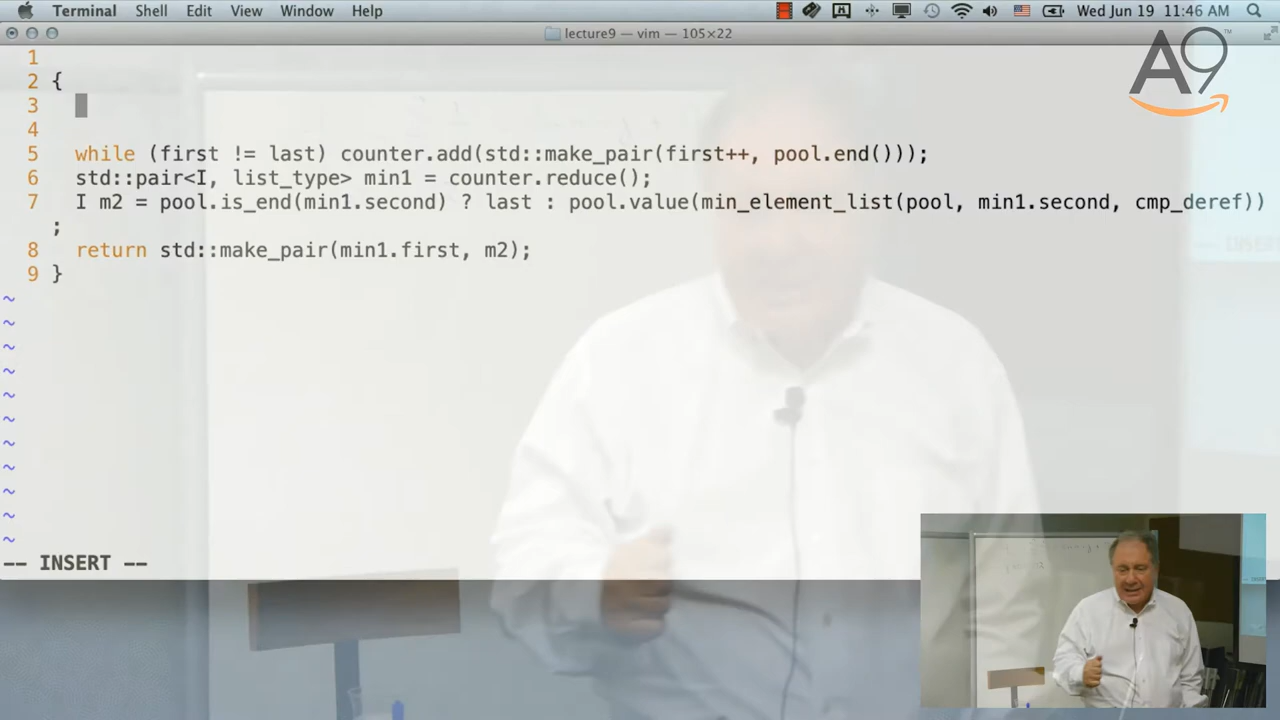 Terminal Shell Edit View Window Help Wed Jun 19 11:46 AM
lecture9 — vim — 105×22
A9™
1
2 {
3
4
5 while (first != last) counter.add(std::make_pair(first++, pool.end()));
6 std::pair<I, list_type> min1 = counter.reduce();
7 I m2 = pool.is_end(min1.second) ? last : pool.value(min_element_list(pool, min1.second, cmp_deref))
;
8 return std::make_pair(min1.first, m2);
9 }
~
~
~
~
~
~
~
~
~
~
~
-- INSERT --